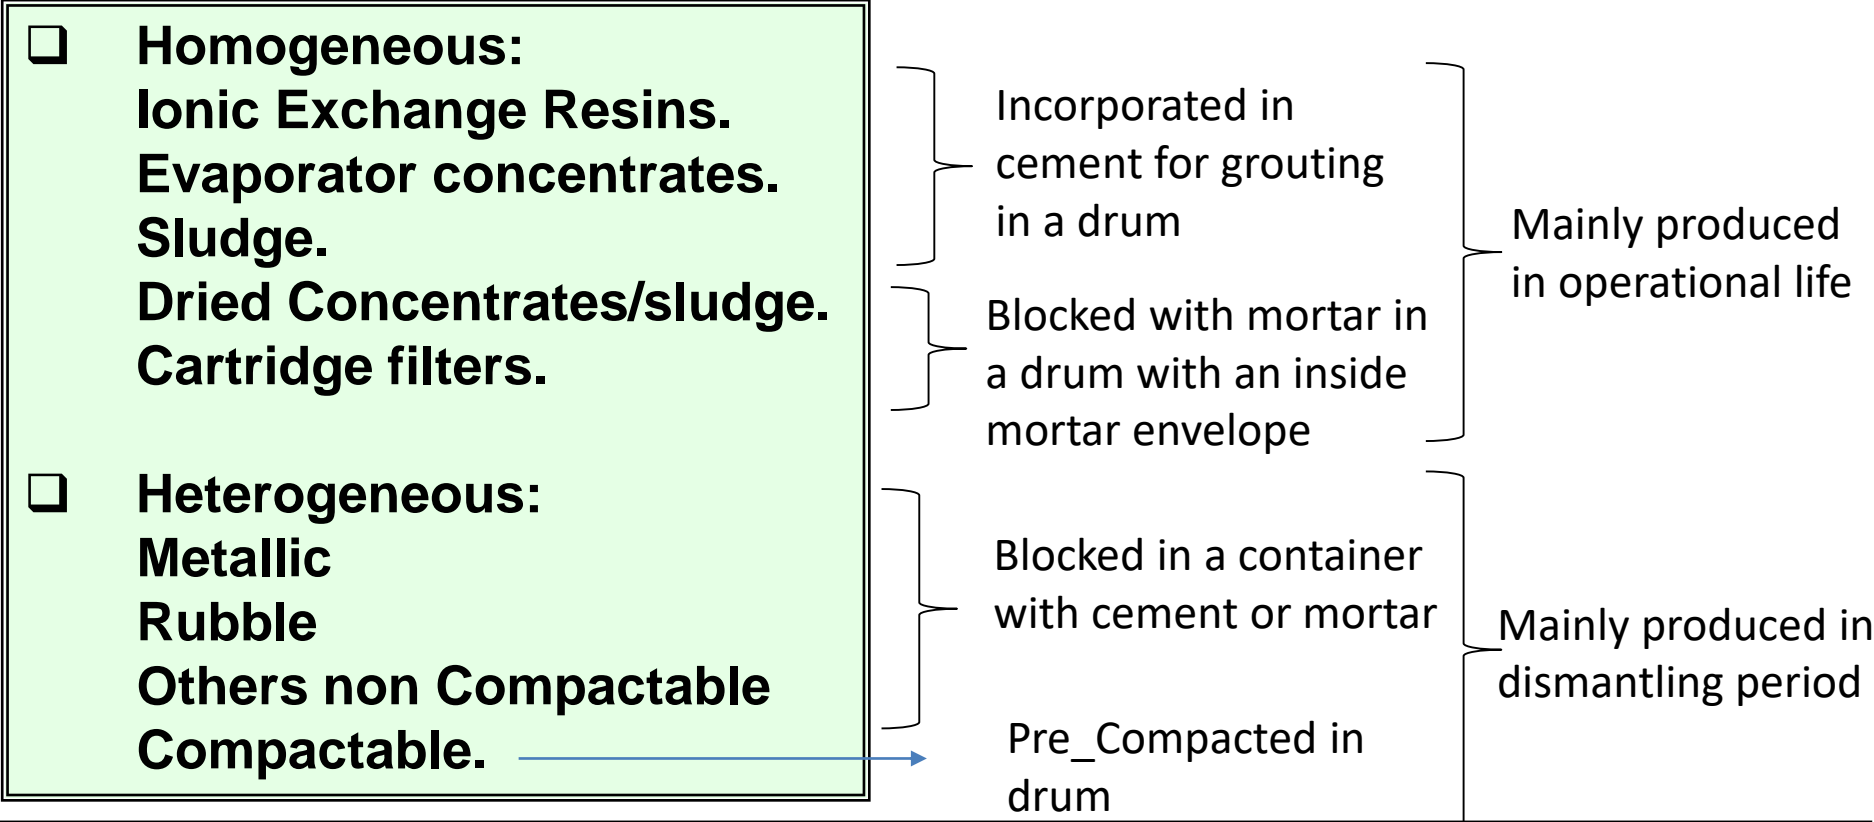 ❑ Homogeneous:
Ionic Exchange Resins.
Evaporator concentrates.
Sludge.
Dried Concentrates/sludge.
Cartridge filters.
❑ Heterogeneous:
Metallic
Rubble
Others non Compactable
Compactable.
Incorporated in
cement for grouting
in a drum
Blocked with mortar in
a drum with an inside
mortar envelope
Blocked in a container
with cement or mortar
Pre_Compacted in
drum
Mainly produced
in operational life
Mainly produced in
dismantling period